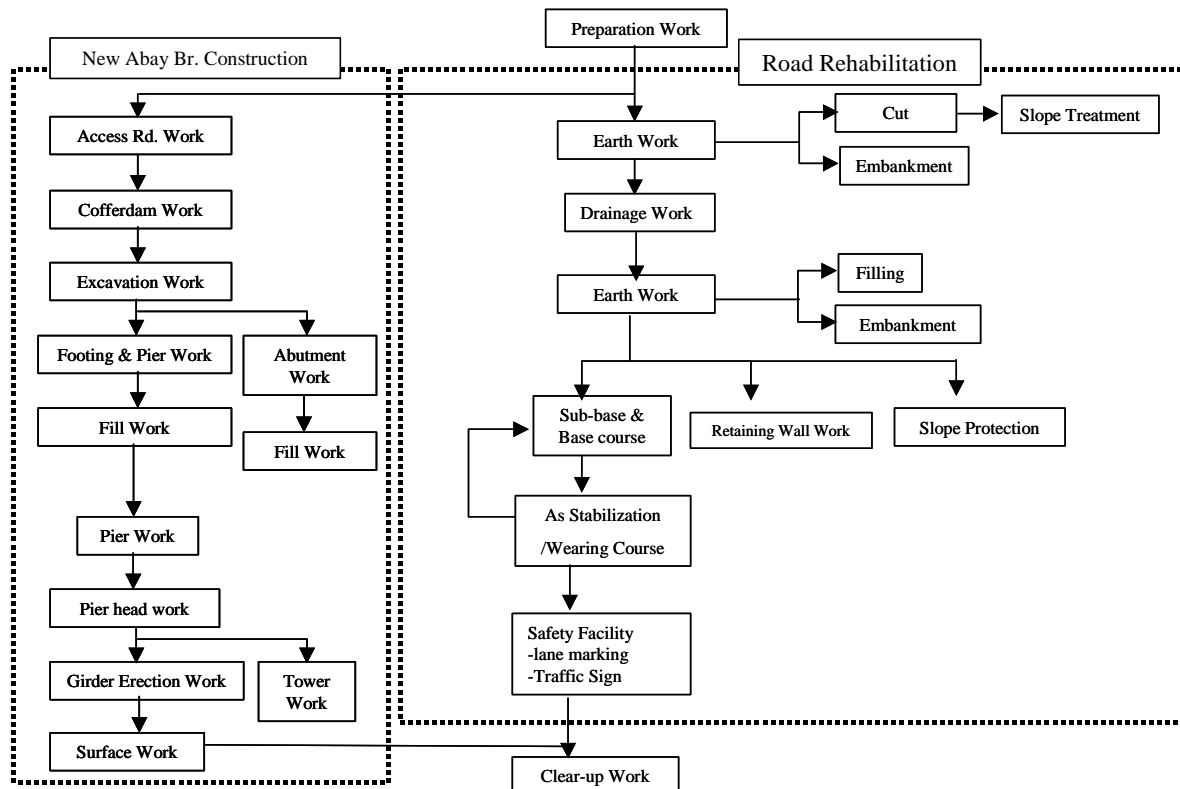 Preparation Work
New Abay Br. Construction
Access Rd. Work
Cofferdam Work
Excavation Work
Footing & Pier Work
Abutment
Work
Fill Work
Fill Work
Pier Work
Pier head work
Girder Erection Work
Tower
Work
Surface Work
Road Rehabilitation
Earth Work
Cut
Slope Treatment
Embankment
Drainage Work
Earth Work
Filling
Embankment
Sub-base &
Base course
Retaining Wall Work
Slope Protection
As Stabilization
/Wearing Course
Safety Facility
-lane marking
-Traffic Sign
Clear-up Work